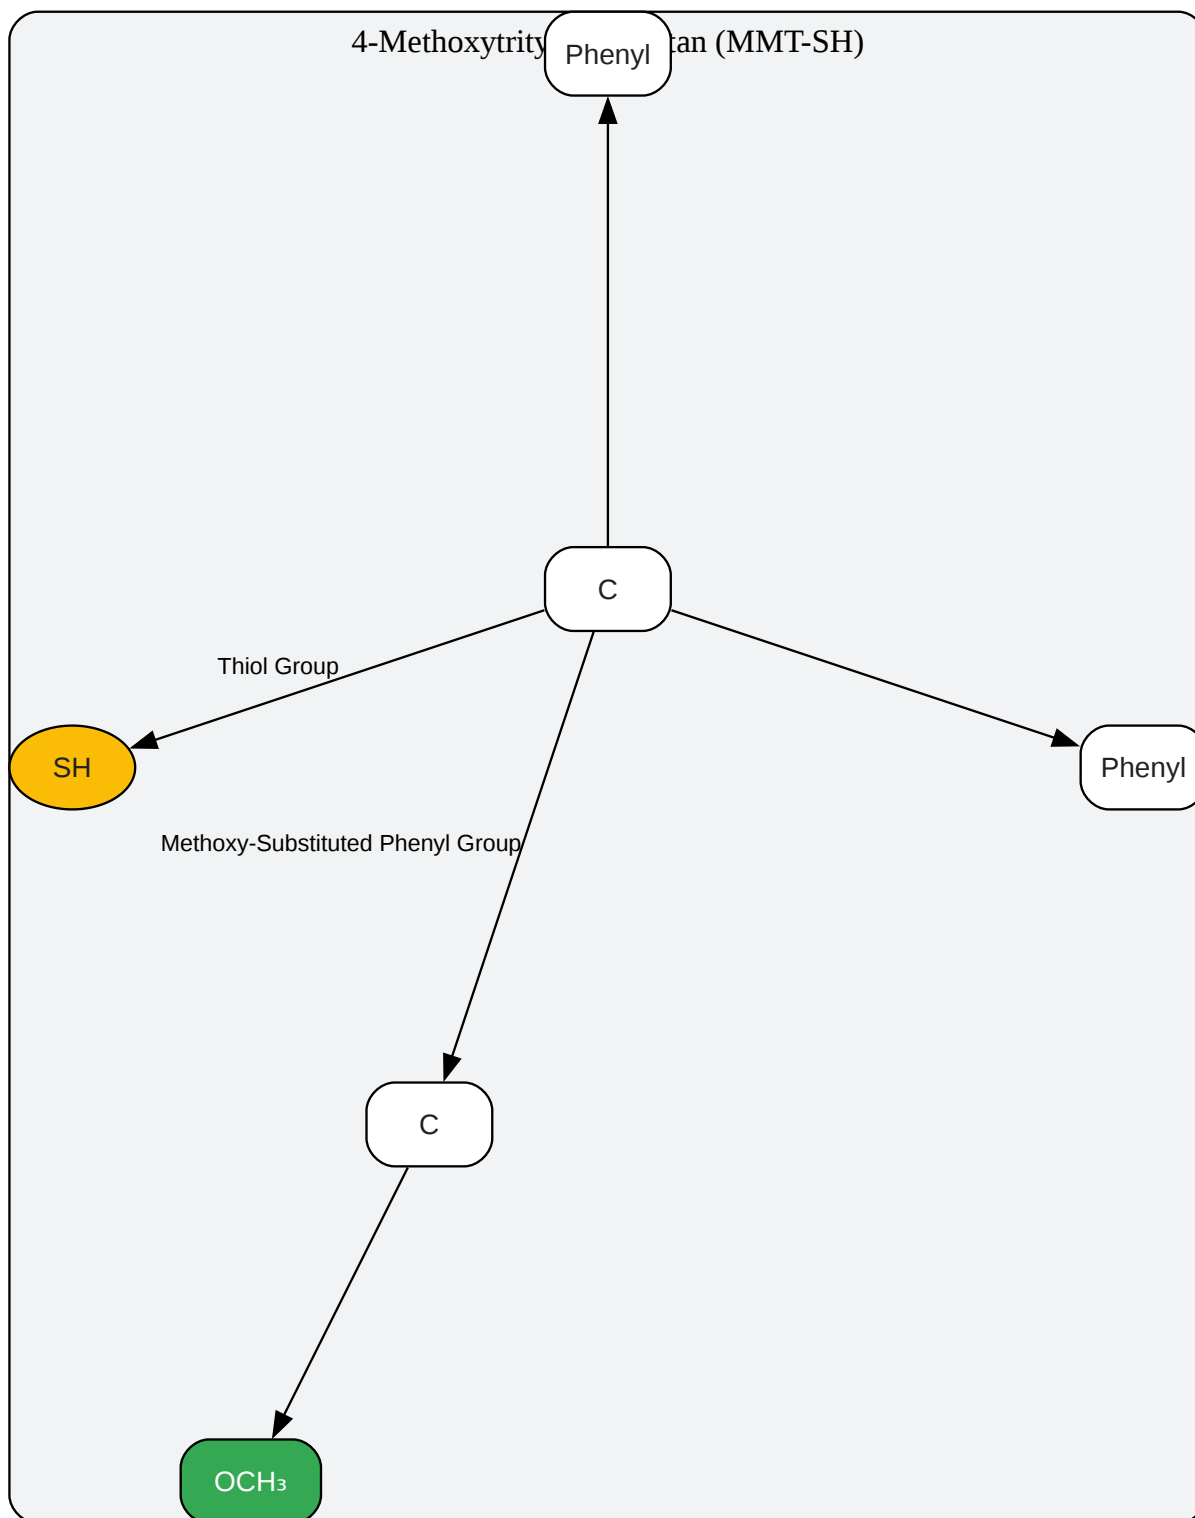 4-Methoxytrity tan (MMT-SH)
Phenyl
C
Thiol Group
SH
Phenyl
Methoxy-Substituted Phenyl Group
C
OCH₃